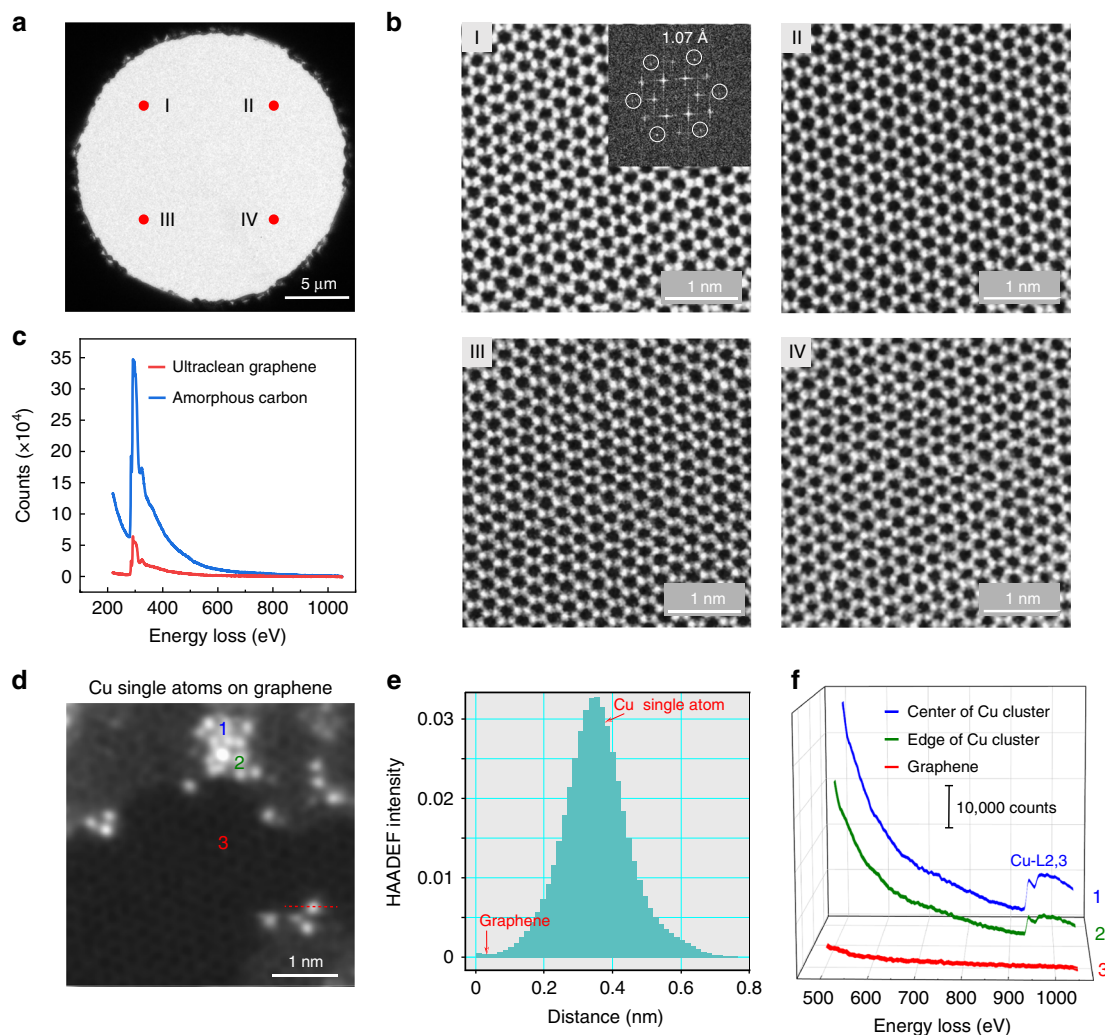 a
I
II
III
IV
5 μm
b
I
1.07 Å
1 nm
II
1 nm
III
1 nm
IV
1 nm
c
35
30
25
20
15
10
5
0
Counts (×10⁴)
Ultraclean graphene
Amorphous carbon
200 400 600 800 1000
Energy loss (eV)
d
Cu single atoms on graphene
1
2
3
1 nm
e
0.03
0.02
0.01
0
HAADEF intensity
Cu single atom
Graphene
0 0.2 0.4 0.6 0.8
Distance (nm)
f
Center of Cu cluster
Edge of Cu cluster
Graphene
10,000 counts
Cu-L2,3
1
2
3
500 600 700 800 900 1000
Energy loss (eV)